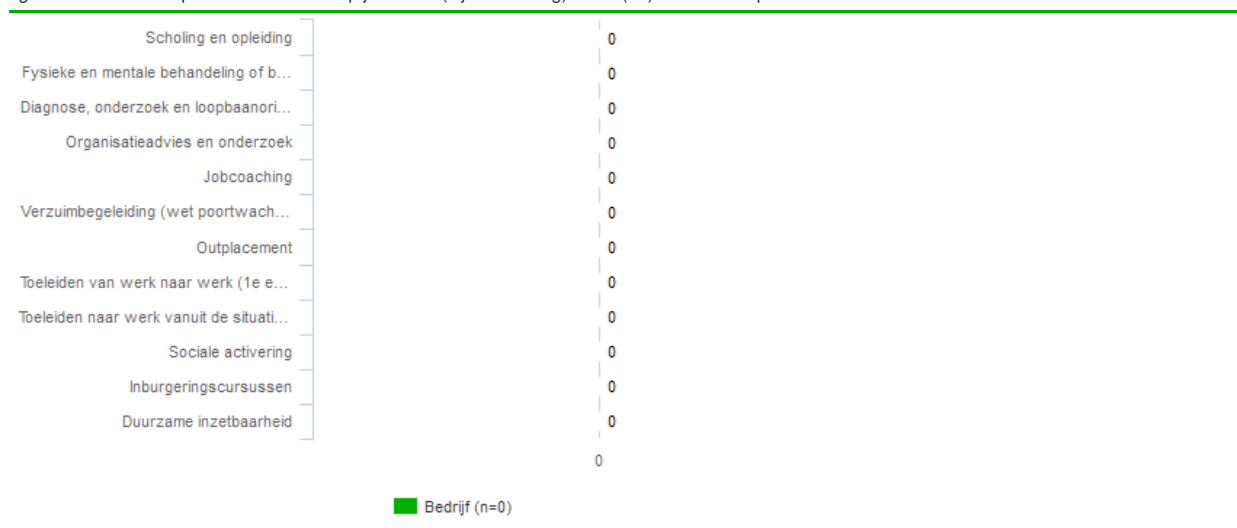 Scholing en opleiding 0
Fysieke en mentale behandeling of b... 0
Diagnose, onderzoek en loopbaanori... 0
Organisatieadvies en onderzoek 0
Jobcoaching 0
Verzuimbegeleiding (wet poortwach... 0
Outplacement 0
Toeleiden van werk naar werk (1e e... 0
Toeleiden naar werk vanuit de situati... 0
Sociale activering 0
Inburgeringscursussen 0
Duurzame inzetbaarheid 0
0
Bedrijf (n=0)